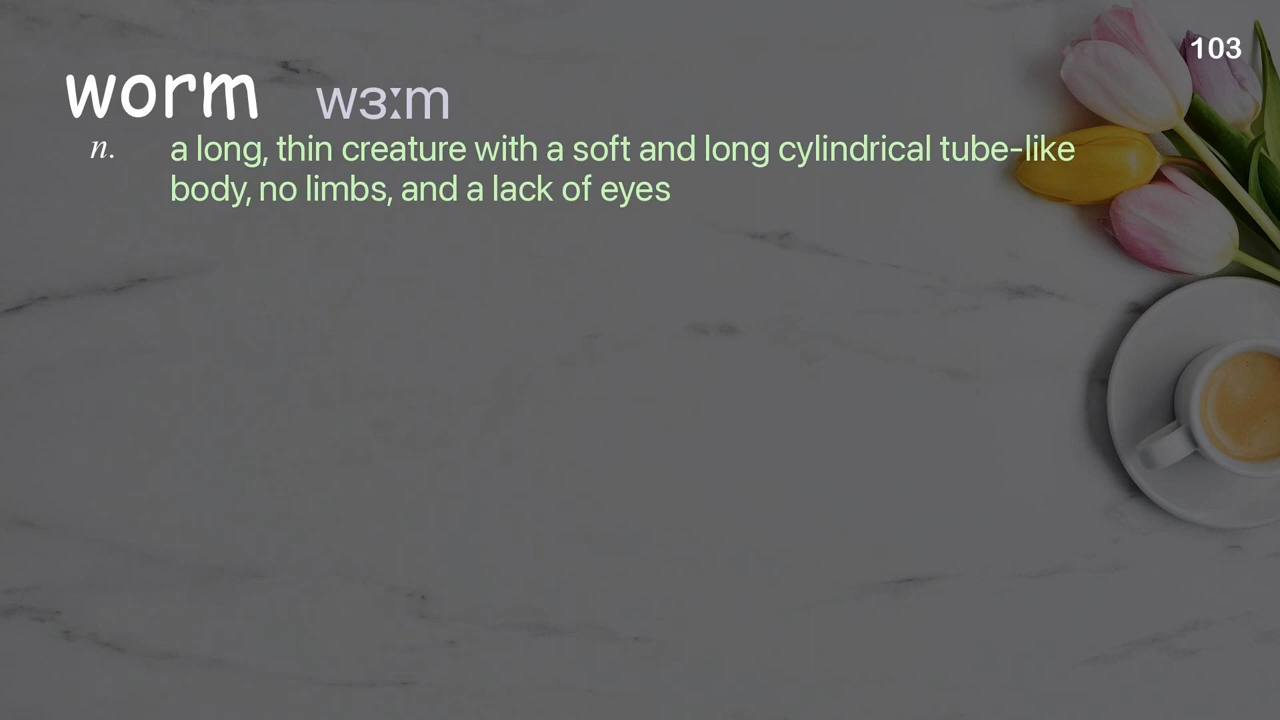 103
worm wɜːm
n. a long, thin creature with a soft and long cylindrical tube-like
body, no limbs, and a lack of eyes